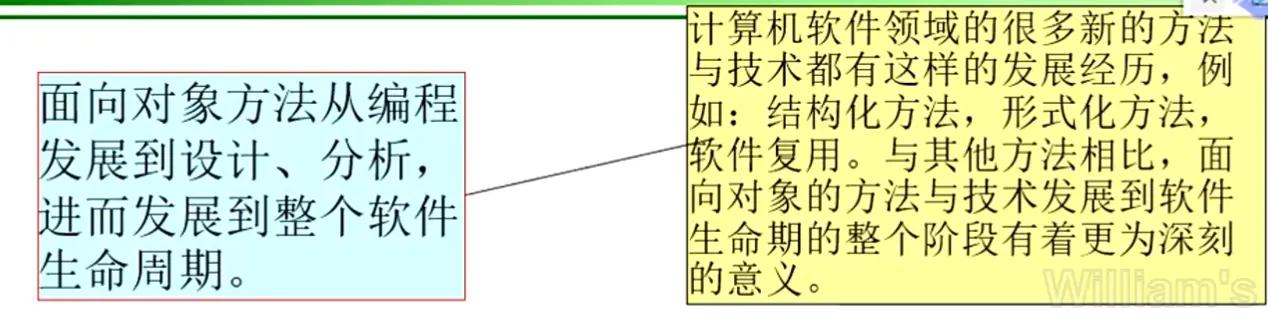 面向对象方法从编程
发展到设计、分析，
进而发展到整个软件
生命周期。
计算机软件领域的很多新的方法
与技术都有这样的发展经历，例
如：结构化方法，形式化方法，
软件复用。与其他方法相比，面
向对象的方法与技术发展到软件
生命期的整个阶段有着更为深刻
的意义。
William's